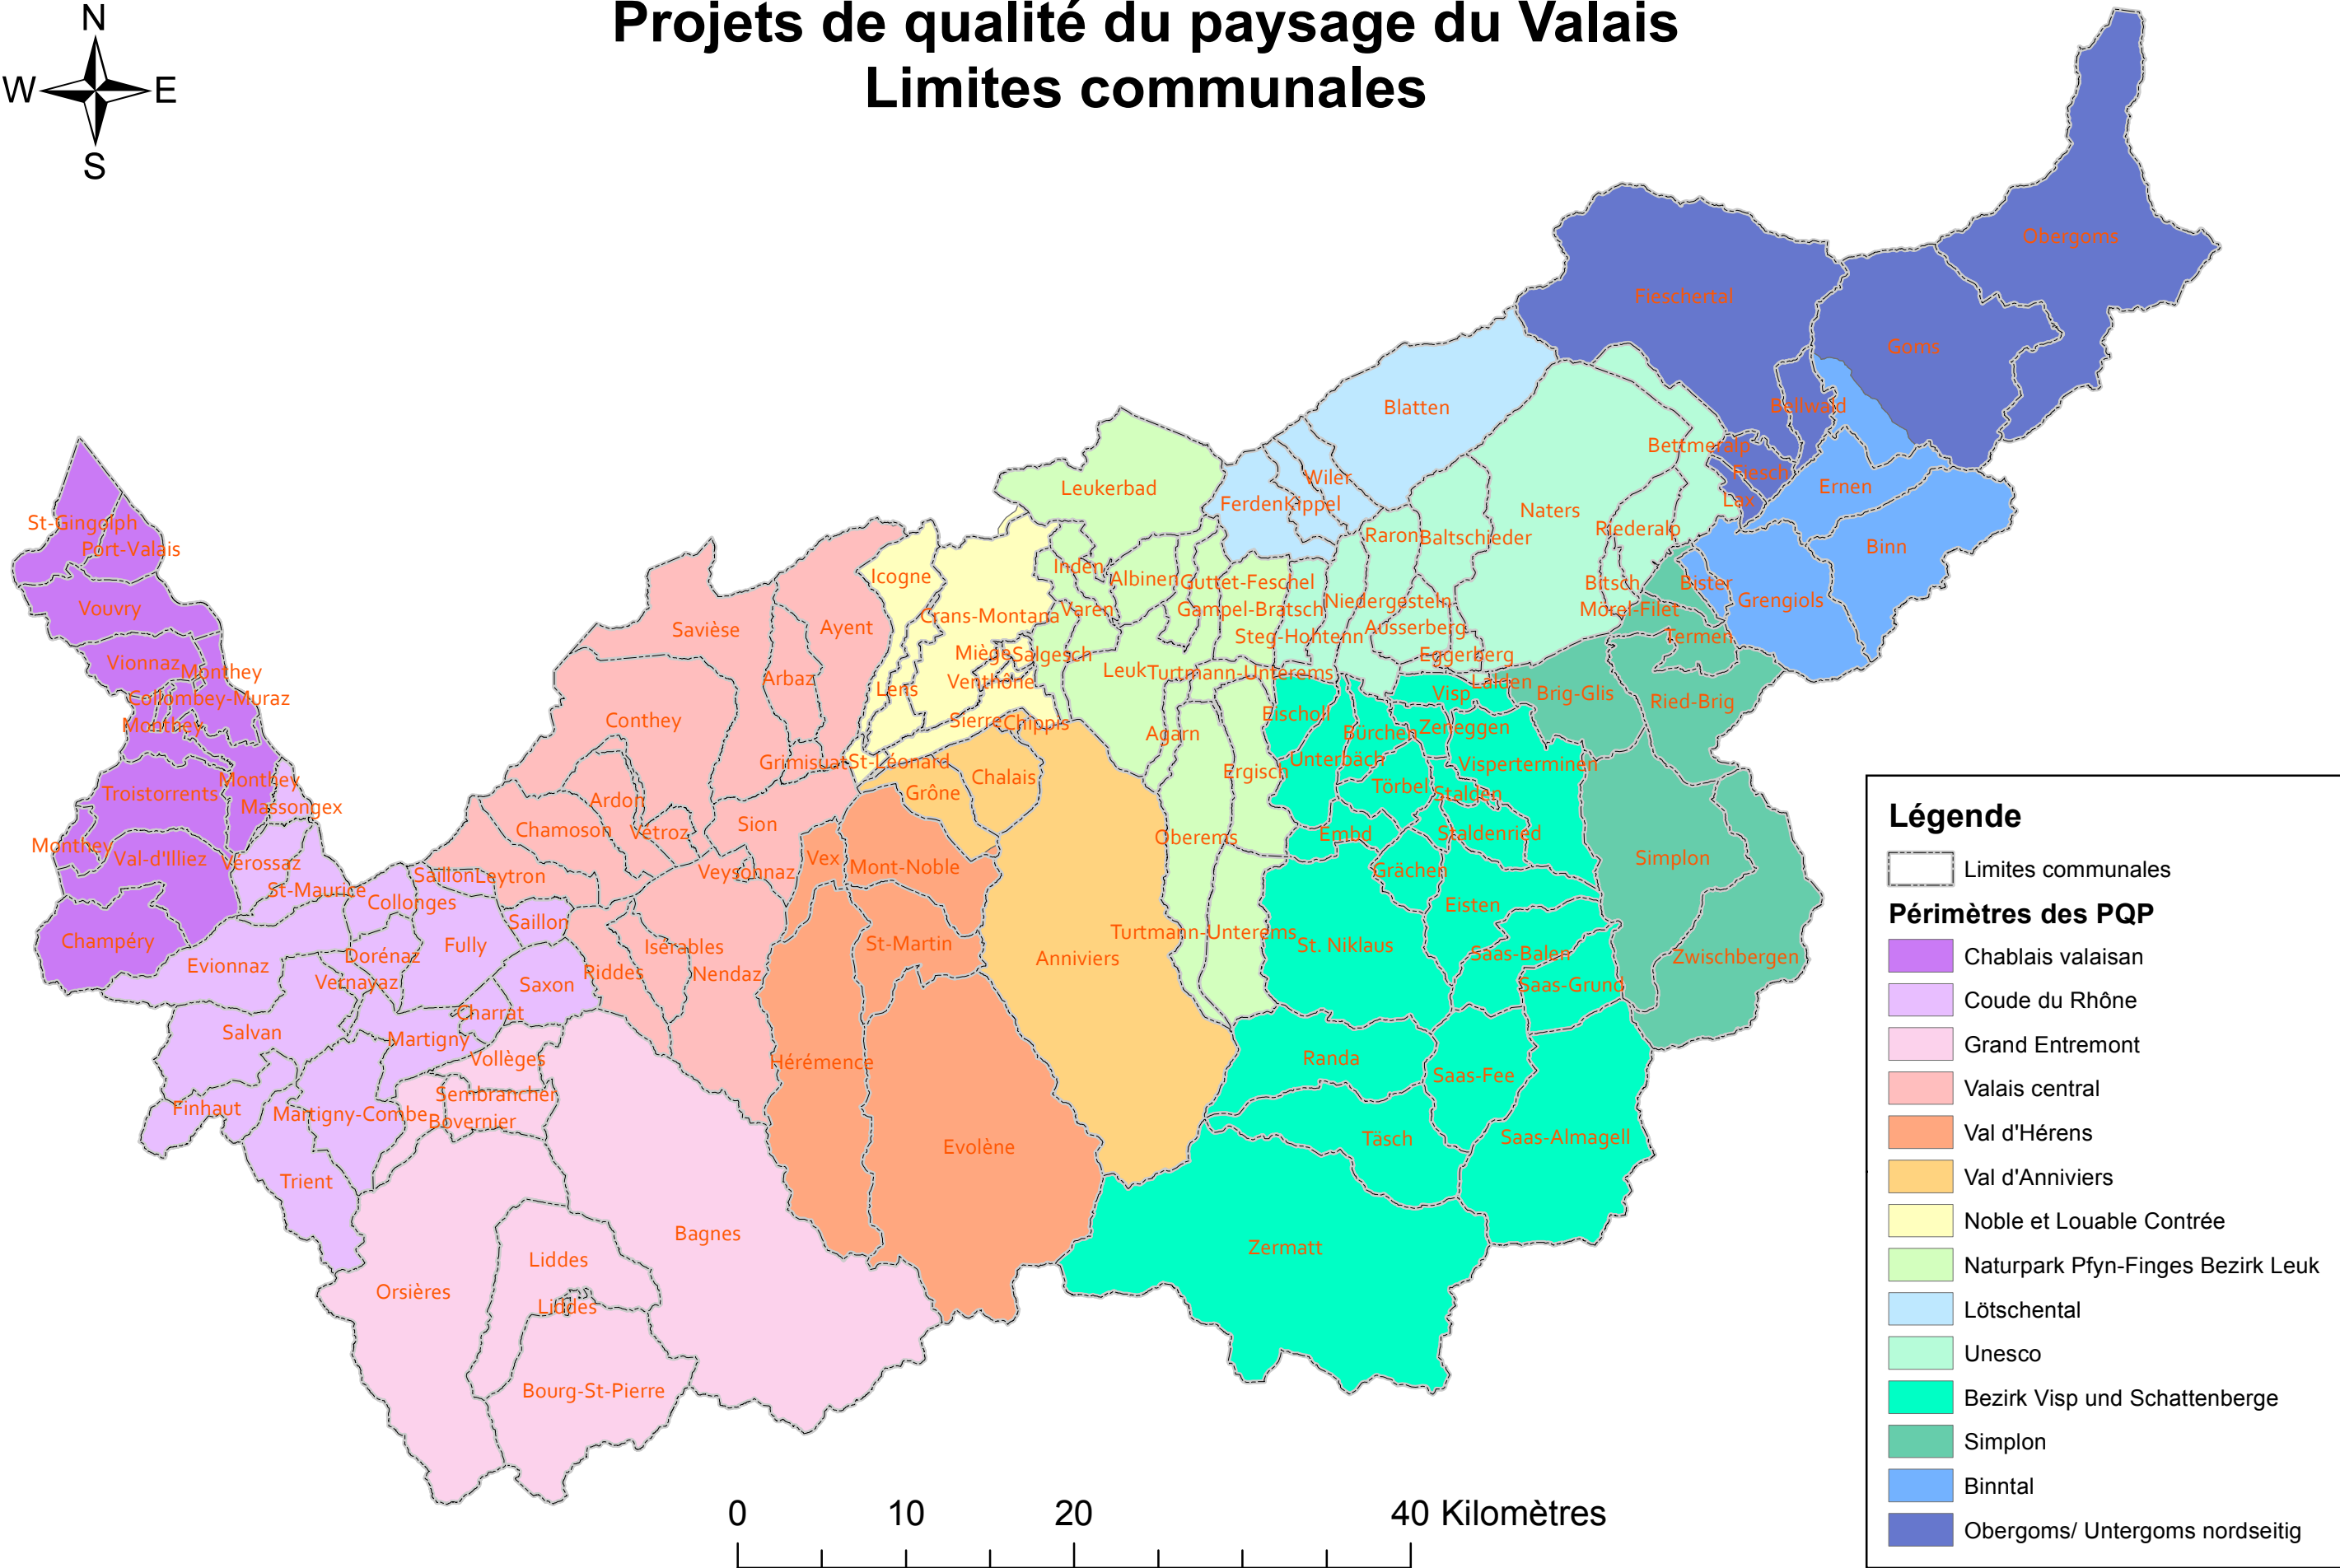 Projets de qualité du paysage du Valais
Limites communales
N
W
E
S
Obergoms
Fieschertal
Goms
Blatten
Bellwald
Bettmeralp
Fiesch
Lax
Ernen
Binn
Leukerbad
Wiler
Ferden
Kippel
Naters
Riederalp
St-Gingolph
Port-Valais
Raron
Baltschieder
Icogne
Inden
Albinen
Guttet-Feschel
Bitsch
Bister
Grengiols
Vouvry
Crans-Montana
Varen
Gampel-Bratsch
Niedergesteln
Mörel-Filet
Savièse
Ayent
Steg-Hohtenn
Ausserberg
Termen
Vionnaz
Monthey
Miège
Salgesch
Eggerberg
Arbaz
Lens
Venthône
Leuk
Turtmann-Unterems
Lalden
Visp
Brig-Glis
Ried-Brig
Collombey-Muraz
Monthey
Conthey
Sierre
Chippis
Agarn
Eischoll
Bürchen
Zeneggen
Grimisuat
St-Léonard
Unterbäch
Visperterminen
Monthey
Troistorrents
Massongex
Chalais
Ergisch
Grône
Törbel
Stalden
Ardon
Chamoson
Vétroz
Sion
Oberems
Embd
Staldenried
Monthey
Val-d'Illiez
Vérossaz
Vex
Mont-Noble
Simplon
St-Maurice
Saillon
Leytron
Veysonnaz
Grächen
Collonges
Saillon
Eisten
Champéry
Fully
Isérables
St-Martin
Turtmann-Unterems
St. Niklaus
Evionnaz
Dorénaz
Saas-Balen
Zwischbergen
Vernayaz
Saxon
Riddes
Nendaz
Anniviers
Saas-Grund
Charrat
Salvan
Martigny
Vollèges
Hérémence
Randa
Saas-Fee
Sembrancher
Finhaut
Martigny-Combe
Bovernier
Evolène
Täsch
Saas-Almagell
Trient
Bagnes
Zermatt
Liddes
Orsières
Liddes
Bourg-St-Pierre
Légende
Limites communales
Périmètres des PQP
Chablais valaisan
Coude du Rhône
Grand Entremont
Valais central
Val d'Hérens
Val d'Anniviers
Noble et Louable Contrée
Naturpark Pfyn-Finges Bezirk Leuk
Lötschental
Unesco
Bezirk Visp und Schattenberge
Simplon
Binntal
Obergoms/ Untergoms nordseitig
0 10 20 40 Kilomètres